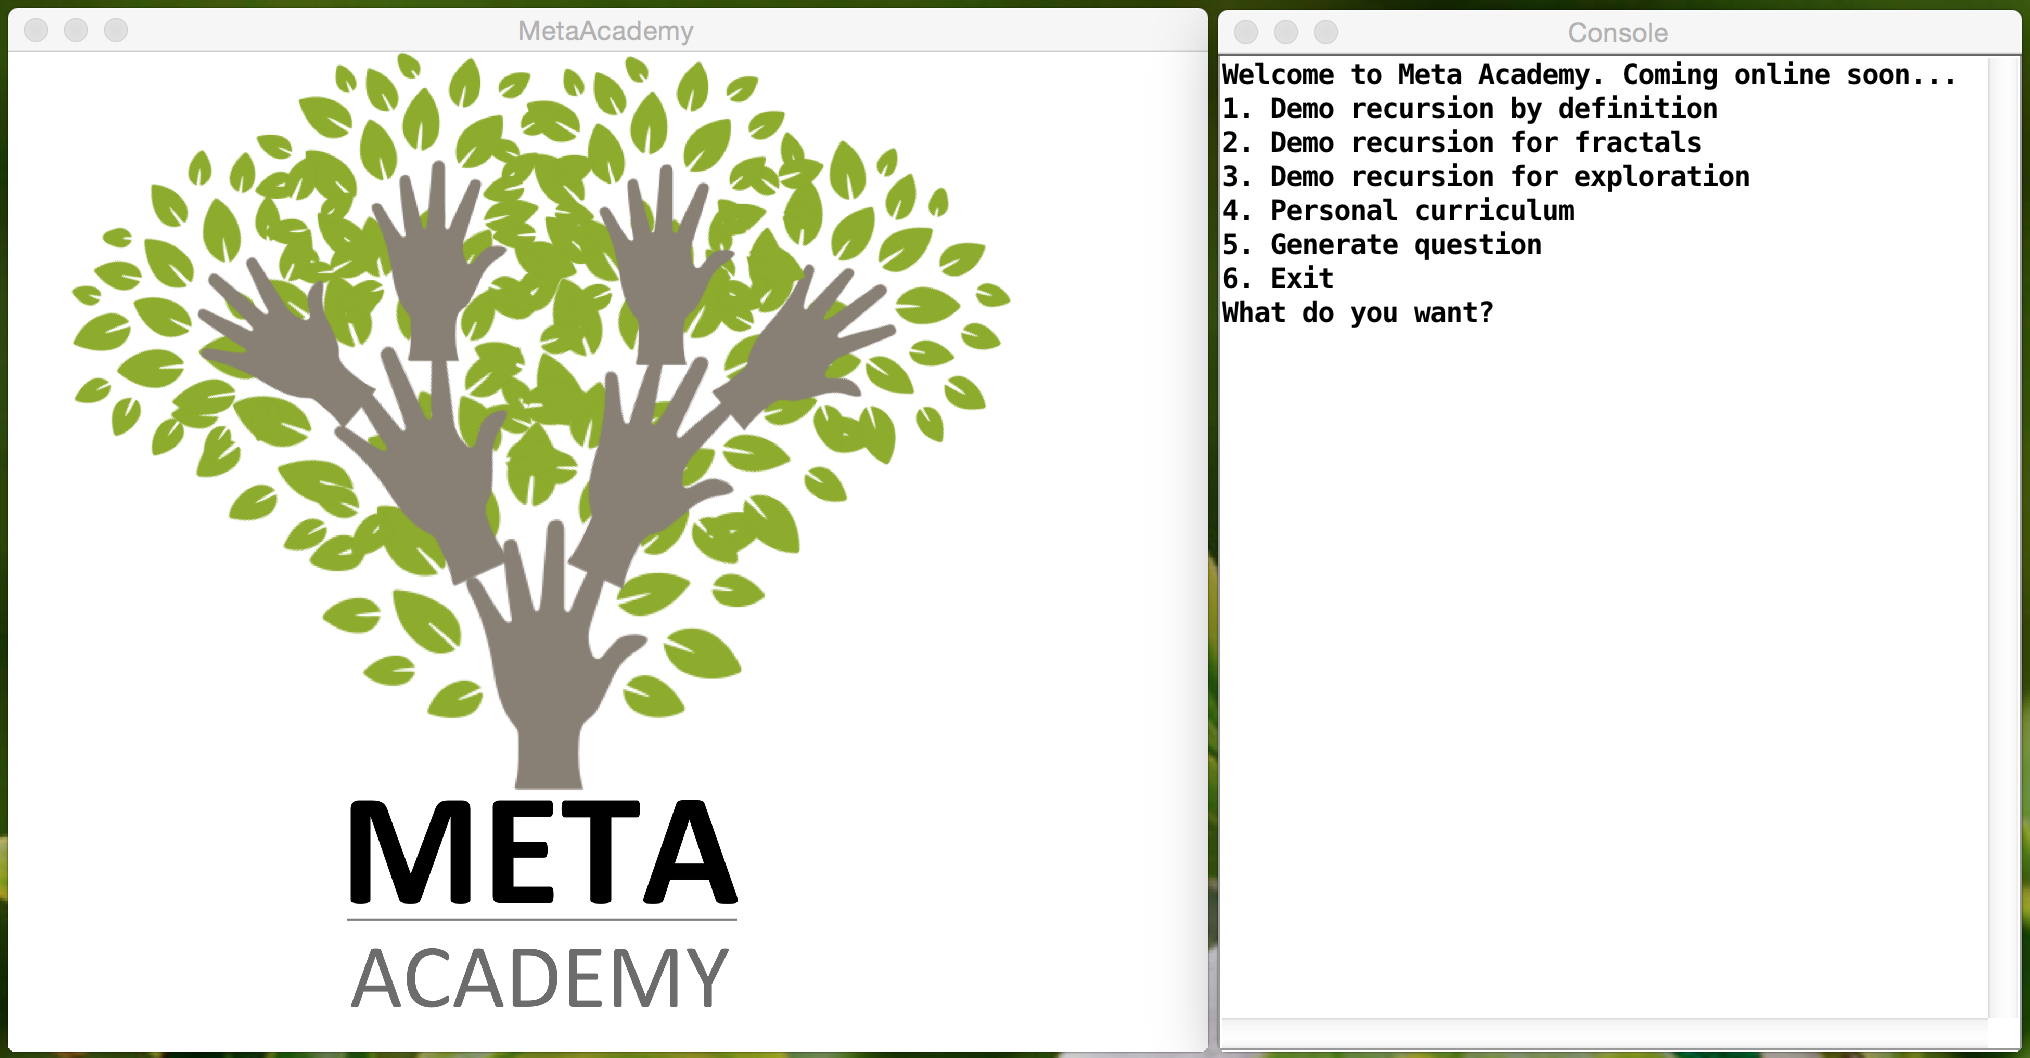 MetaAcademy
META
ACADEMY
Console
Welcome to Meta Academy. Coming online soon...
1. Demo recursion by definition
2. Demo recursion for fractals
3. Demo recursion for exploration
4. Personal curriculum
5. Generate question
6. Exit
What do you want?